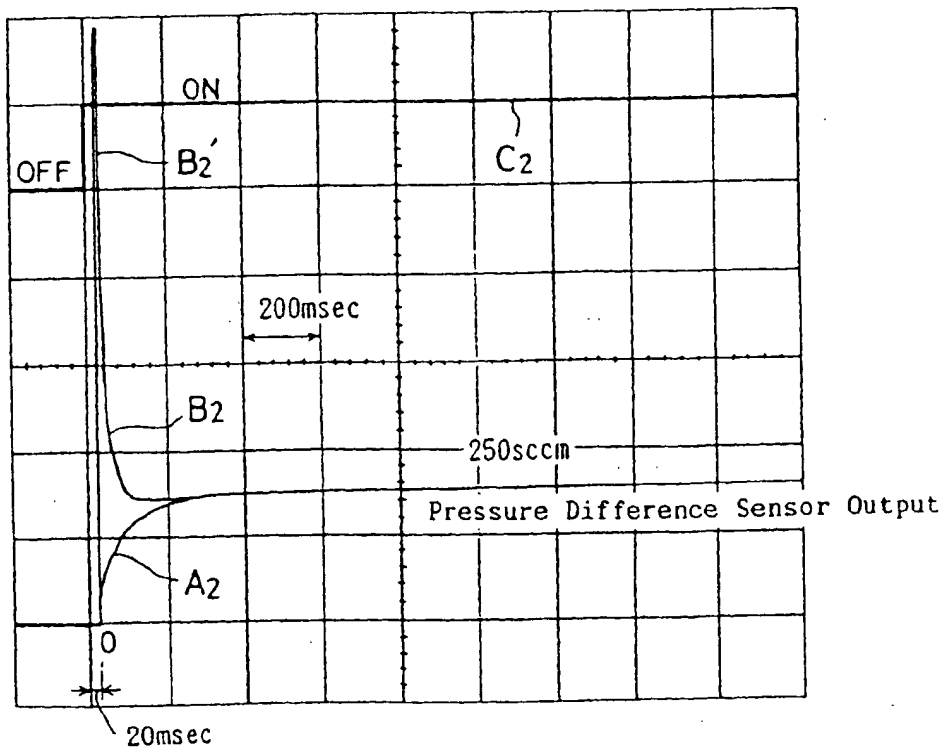 ON
B2′
OFF
C2
200msec
B2
250sccm
Pressure Difference Sensor Output
A2
0
20msec